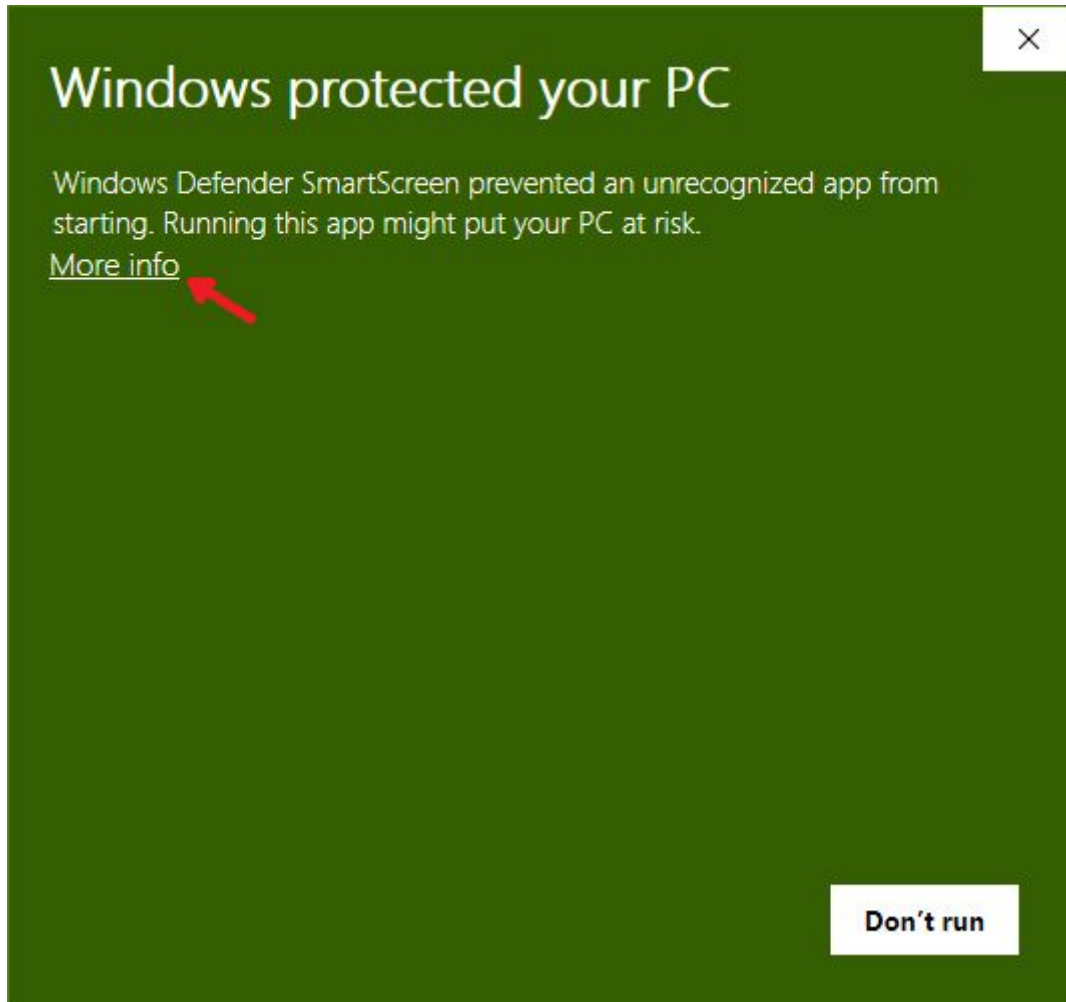 Windows protected your PC
Windows Defender SmartScreen prevented an unrecognized app from
starting. Running this app might put your PC at risk.
More info
Don't run